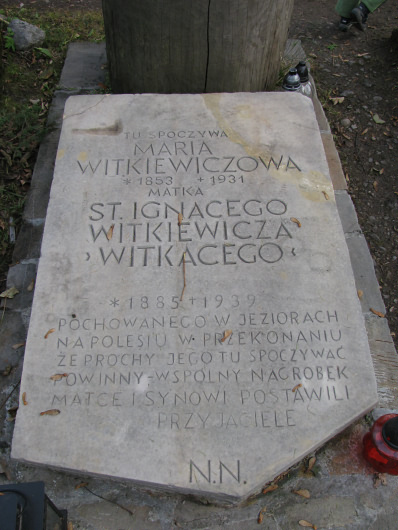 TU SPOCZYWA
MARIA
WITKIEWICZOWA
*1853 +1931
MATKA
ST. IGNACEGO
WITKIEWICZA
›WITKACEGO‹
*1885 +1939
POCHOWANEGO W JEZIORACH
NA POLESIU W PRZEKONANIU
ŻE PROCHY JEGO TU SPOCZYWAĆ
POWINNY-WSPÓLNY NAGROBEK
MATCE I SYNOWI POSTAWILI
PRZYJACIELE
N.N.